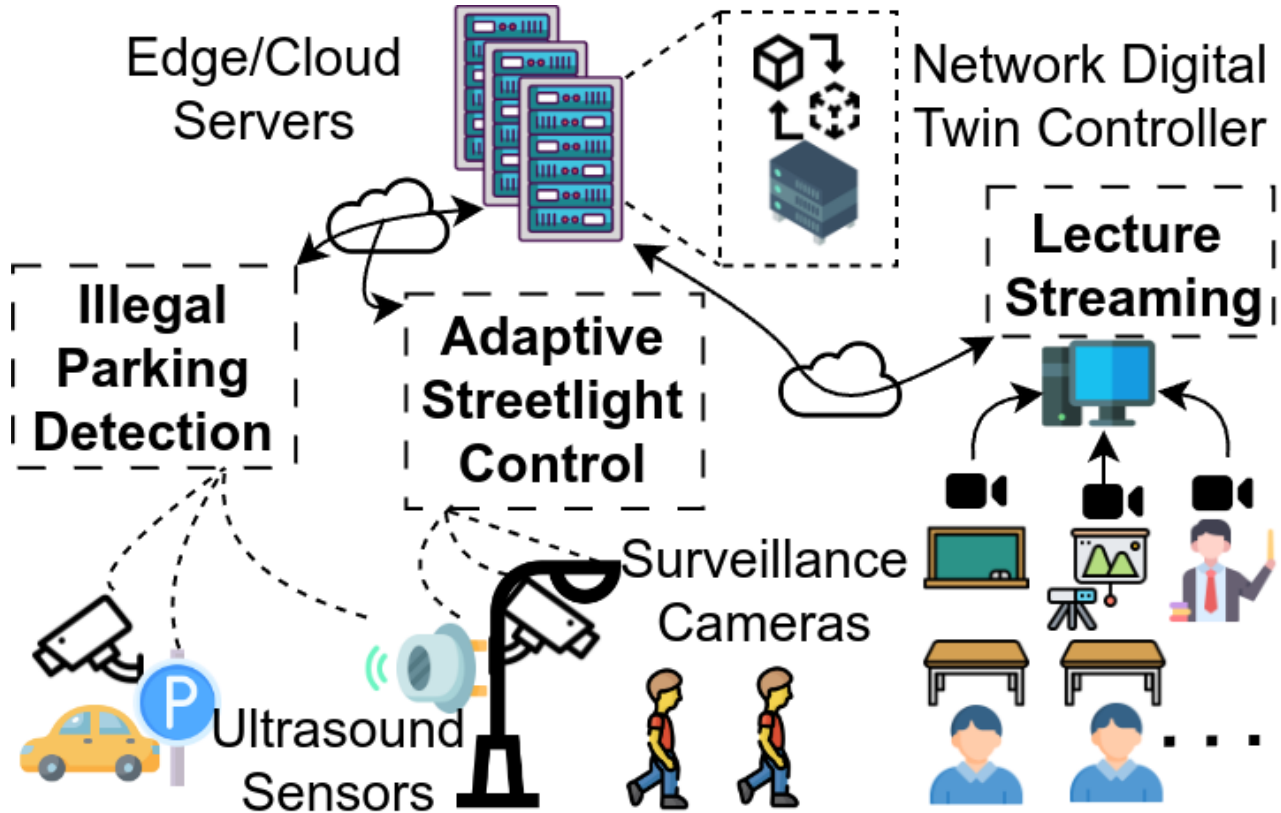 Edge/Cloud
Servers
Network Digital
Twin Controller
Lecture
Streaming
Illegal
Parking
Detection
Adaptive
Streetlight
Control
Surveillance
Cameras
P
Ultrasound
Sensors
. . .